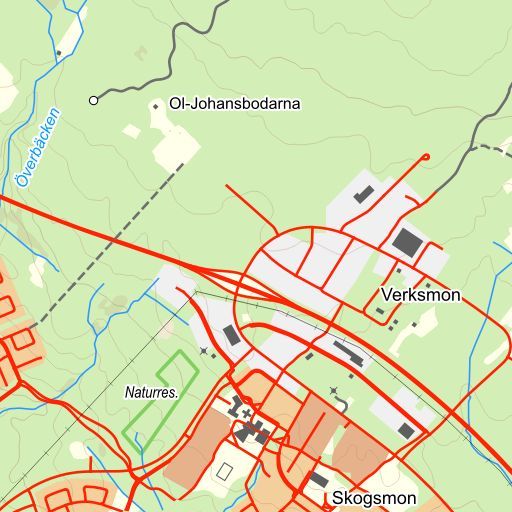 Ol-Johansbodarna
Överbäcken
Verksmon
Naturres.
Skogsmon